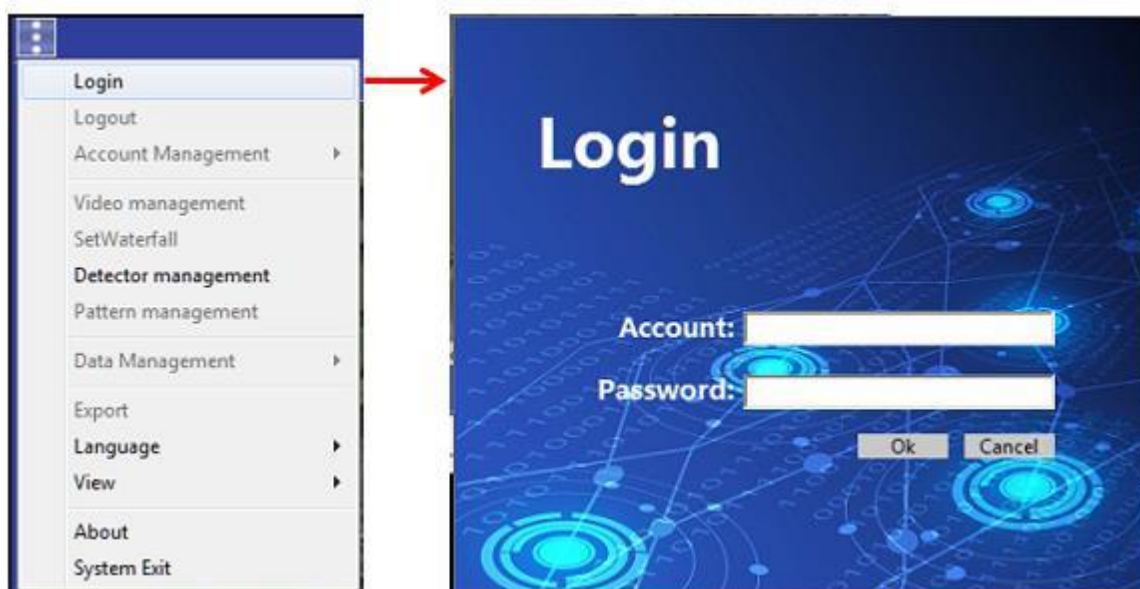 Login
Logout
Account Management
Video management
SetWaterfall
Detector management
Pattern management
Data Management
Export
Language
View
About
System Exit
Login
Account:
Password:
Ok
Cancel